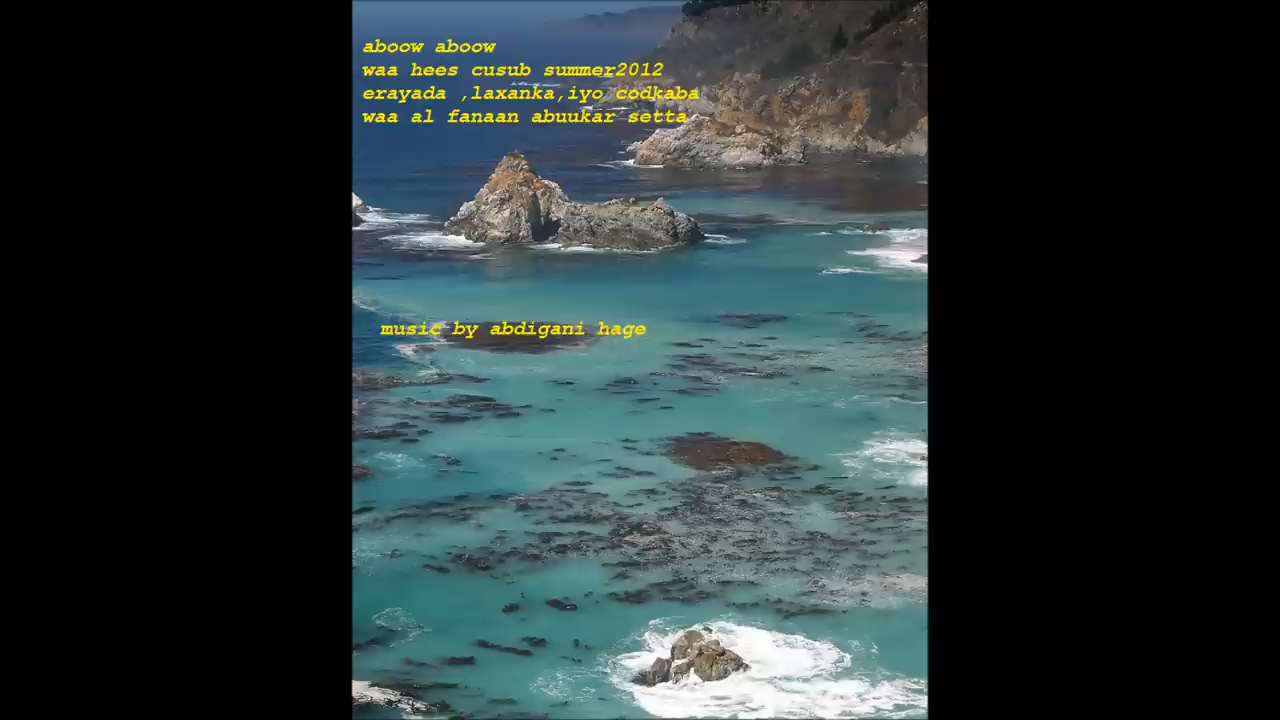 aboow aboow
waa hees cusub summer2012
erayada ,laxanka,iyo codkaba
waa al fanaan abuukar setta
music by abdigani hage